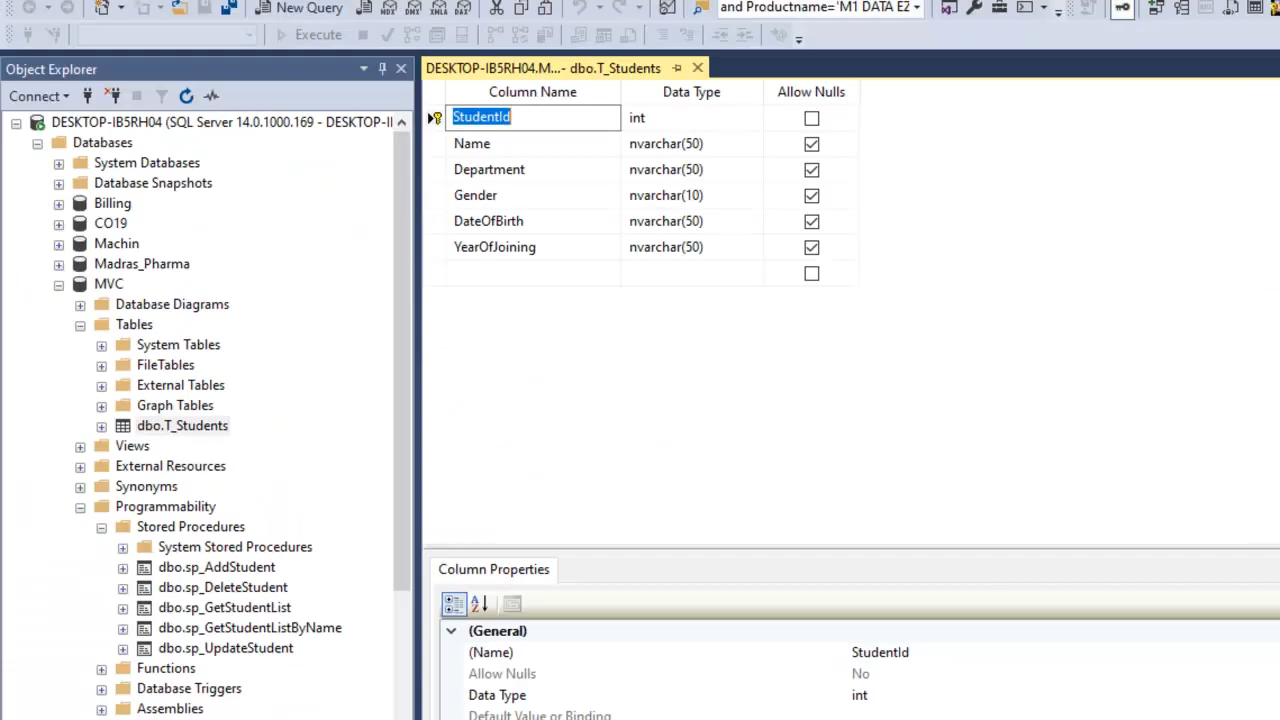 New Query
and Productname='M1 DATA EZ
Execute
Object Explorer
Connect
DESKTOP-IB5RH04 (SQL Server 14.0.1000.169 - DESKTOP-II
Databases
System Databases
Database Snapshots
Billing
CO19
Machin
Madras_Pharma
MVC
Database Diagrams
Tables
System Tables
FileTables
External Tables
Graph Tables
dbo.T_Students
Views
External Resources
Synonyms
Programmability
Stored Procedures
System Stored Procedures
dbo.sp_AddStudent
dbo.sp_DeleteStudent
dbo.sp_GetStudentList
dbo.sp_GetStudentListByName
dbo.sp_UpdateStudent
Functions
Database Triggers
Assemblies
DESKTOP-IB5RH04.M...- dbo.T_Students
Column Name Data Type Allow Nulls
StudentId int
Name nvarchar(50)
Department nvarchar(50)
Gender nvarchar(10)
DateOfBirth nvarchar(50)
YearOfJoining nvarchar(50)
Column Properties
(General)
(Name) StudentId
Allow Nulls No
Data Type int
Default Value or Binding